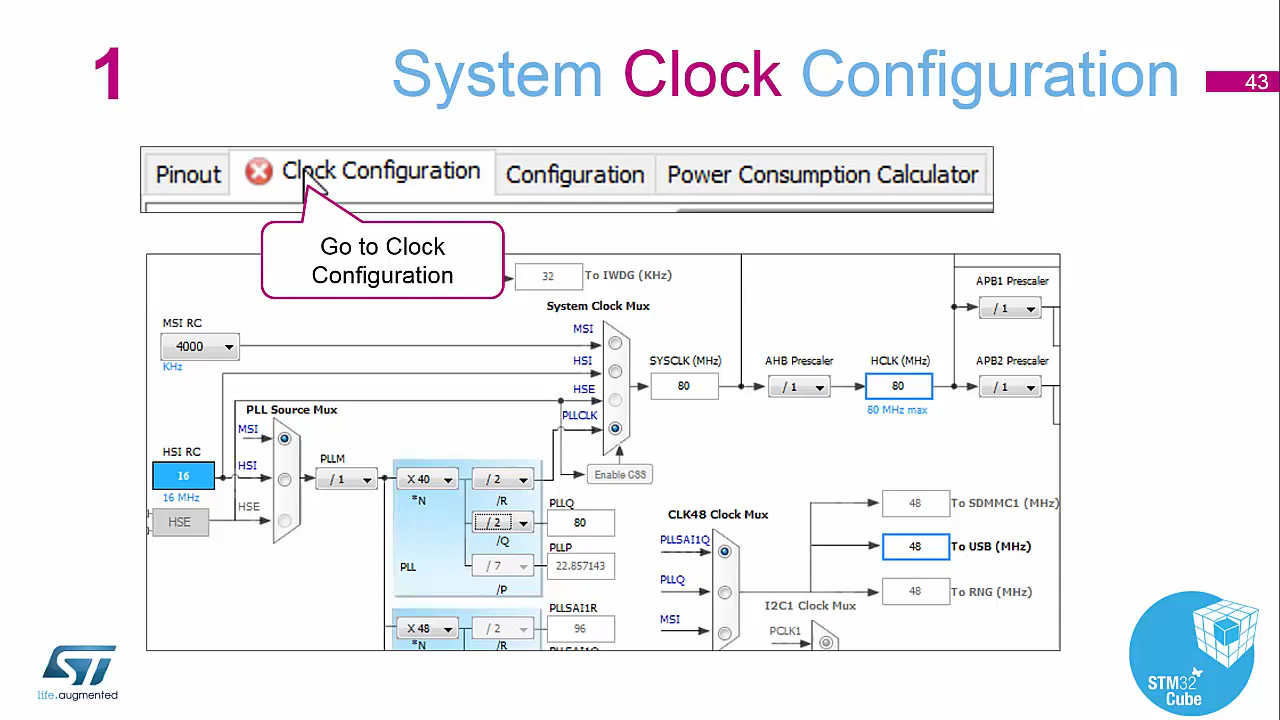 1
System Clock Configuration
43
Pinout
Clock Configuration
Configuration
Power Consumption Calculator
Go to Clock
Configuration
32
To IWDG (KHz)
System Clock Mux
MSI RC
4000
KHz
MSI
HSI
HSE
PLLCLK
SYSCLK (MHz)
80
AHB Prescaler
/ 1
HCLK (MHz)
80
80 MHz max
APB1 Prescaler
/ 1
APB2 Prescaler
/ 1
Enable CSS
PLL Source Mux
MSI
HSI
HSE
HSI RC
16
16 MHz
HSE
PLLM
/ 1
X 40
*N
/ 2
/R
/ 2
/Q
/ 7
/P
PLL
PLLQ
80
PLLP
22.857143
X 48
*N
/ 2
/R
PLLSAI1R
96
PLLSAI1Q
CLK48 Clock Mux
PLLSAI1Q
PLLQ
MSI
48
To SDMMC1 (MHz)
48
To USB (MHz)
48
To RNG (MHz)
I2C1 Clock Mux
PCLK1
ST
life.augmented
STM32
Cube